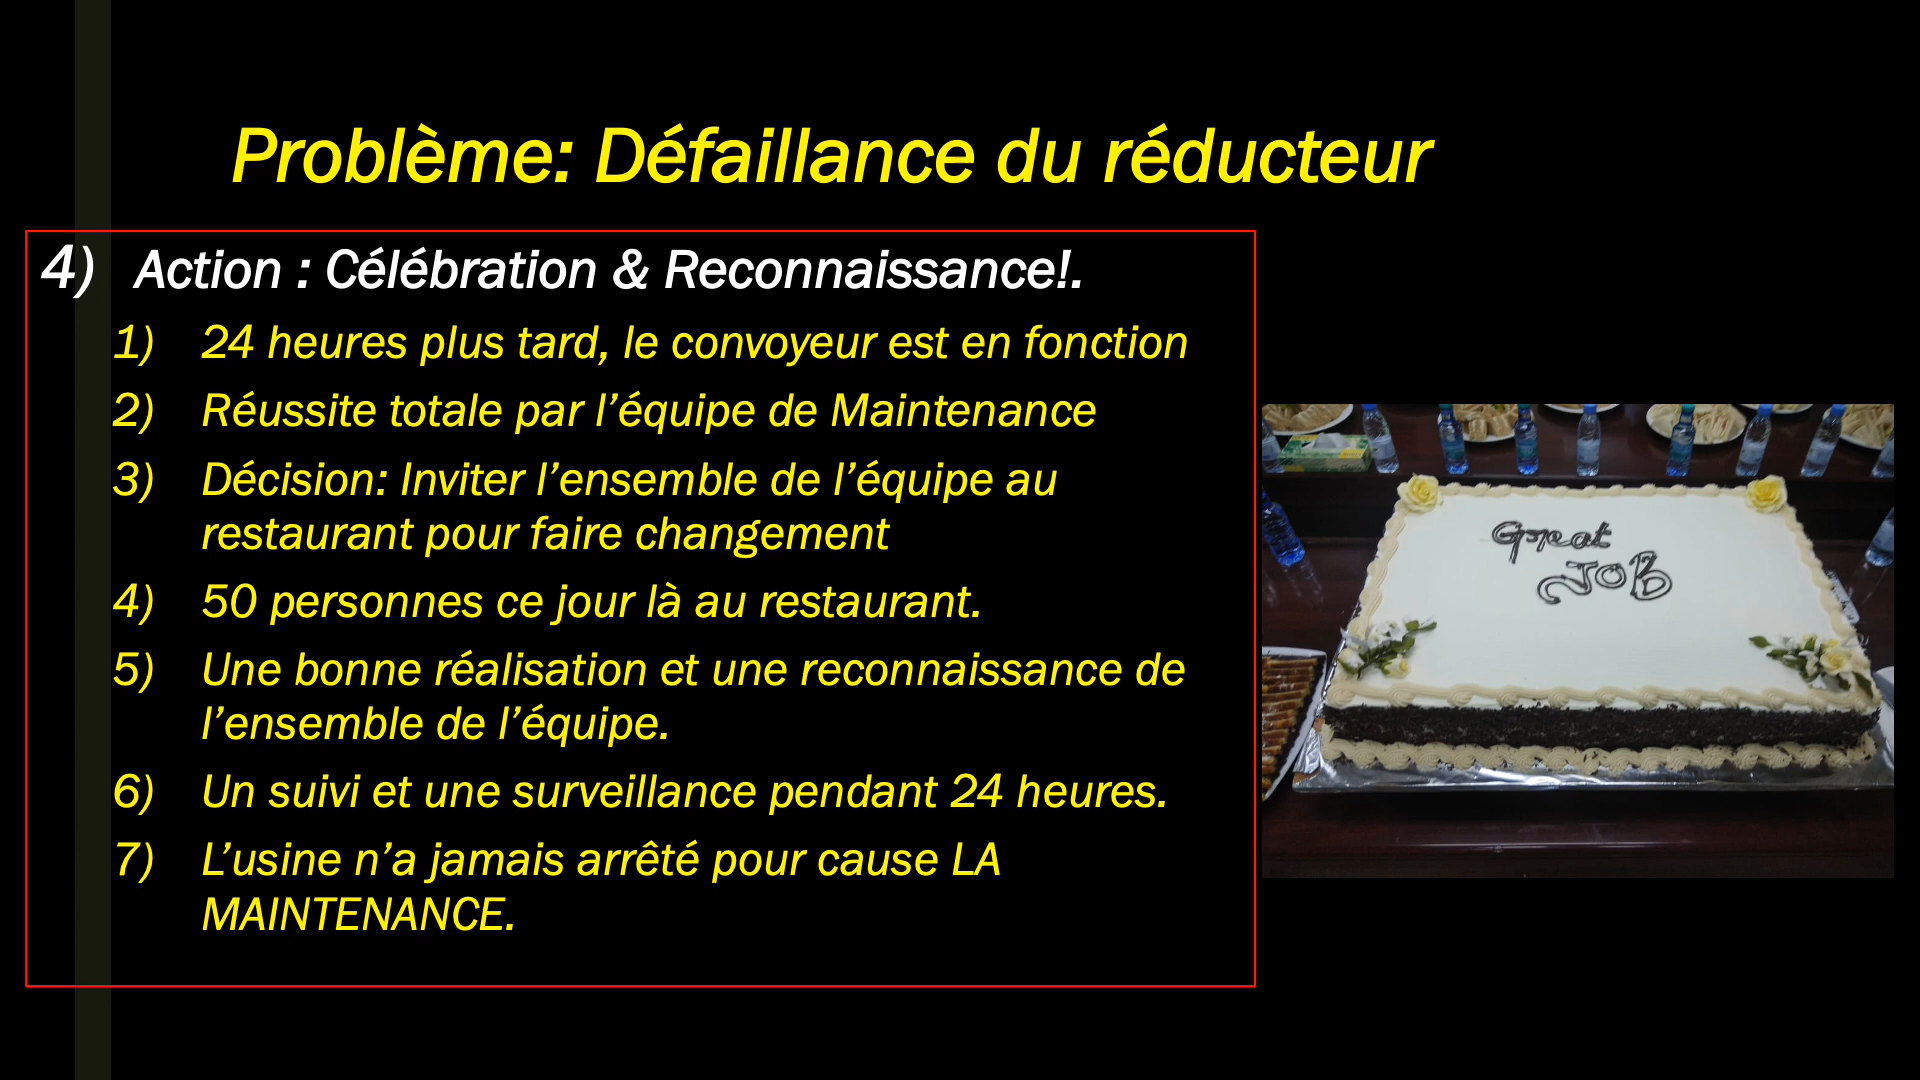 Problème: Défaillance du réducteur
4) Action : Célébration & Reconnaissance!.
1) 24 heures plus tard, le convoyeur est en fonction
2) Réussite totale par l’équipe de Maintenance
3) Décision: Inviter l’ensemble de l’équipe au
restaurant pour faire changement
4) 50 personnes ce jour là au restaurant.
5) Une bonne réalisation et une reconnaissance de
l’ensemble de l’équipe.
6) Un suivi et une surveillance pendant 24 heures.
7) L’usine n’a jamais arrêté pour cause LA
MAINTENANCE.
Great
JOB